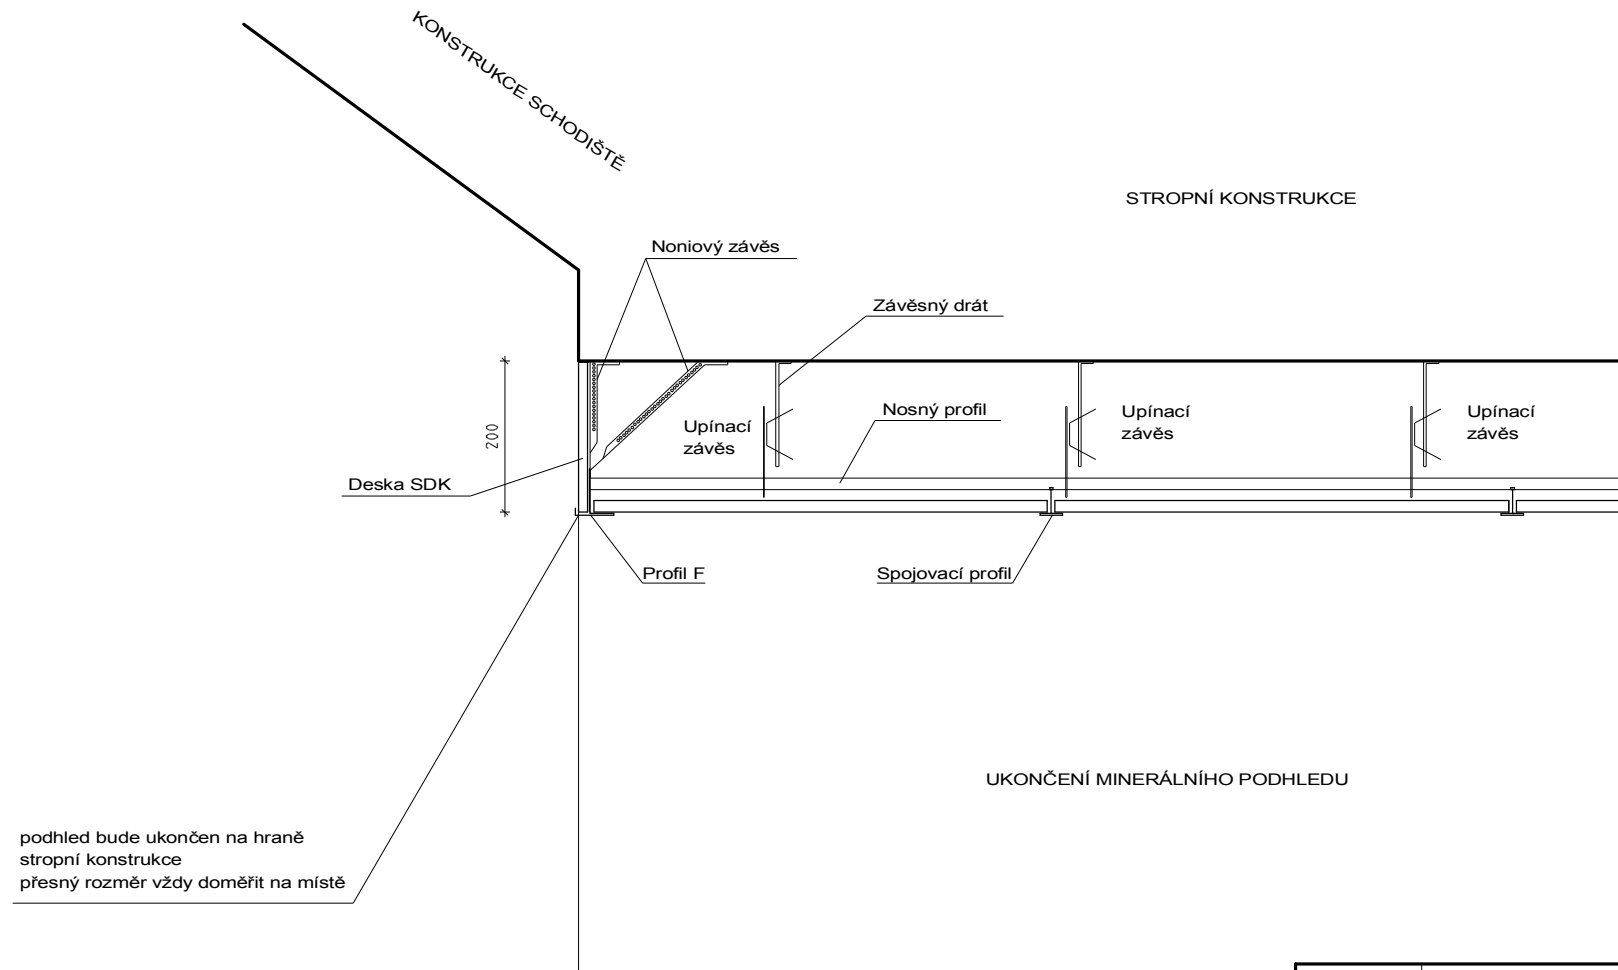 KONSTRUKCE SCHODIŠTĚ
STROPNÍ KONSTRUKCE
Noniový závěs
Závěsný drát
Nosný profil
Upínací
závěs
Upínací
závěs
Upínací
závěs
200
Deska SDK
Profil F
Spojovací profil
UKONČENÍ MINERÁLNÍHO PODHLEDU
podhled bude ukončen na hraně
stropní konstrukce
přesný rozměr vždy doměřit na místě